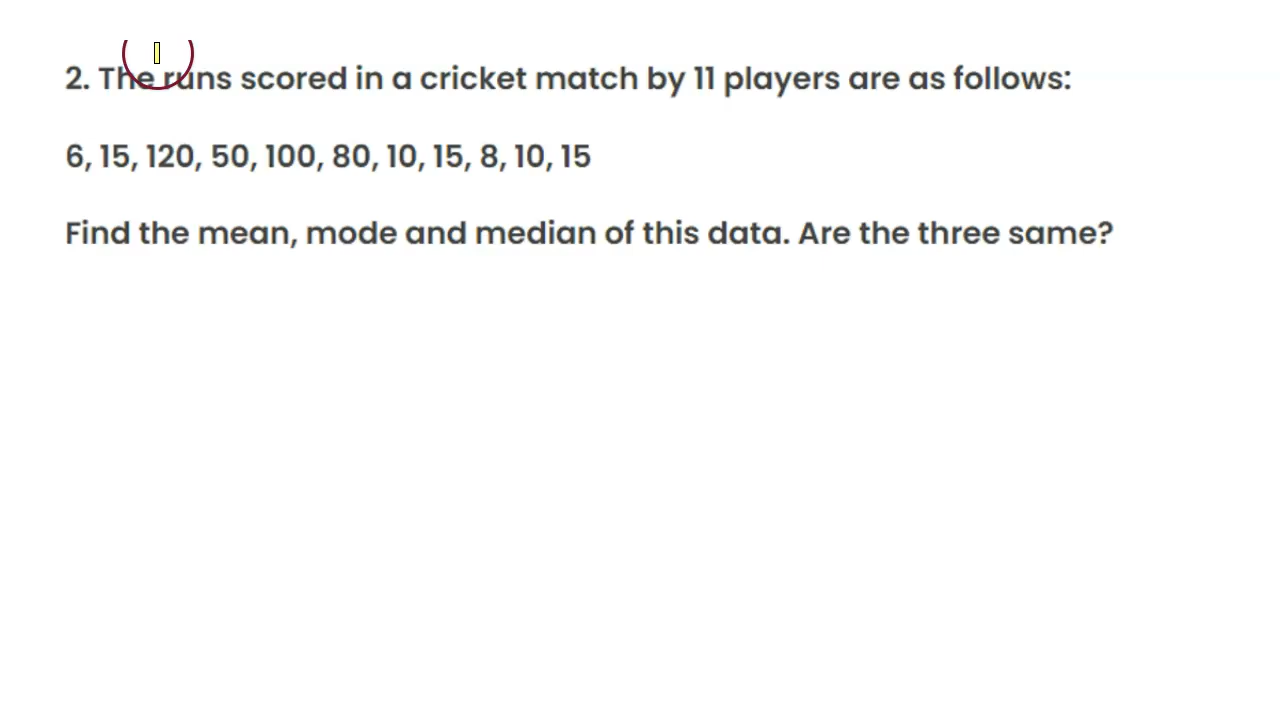 2. The runs scored in a cricket match by 11 players are as follows:
6, 15, 120, 50, 100, 80, 10, 15, 8, 10, 15
Find the mean, mode and median of this data. Are the three same?